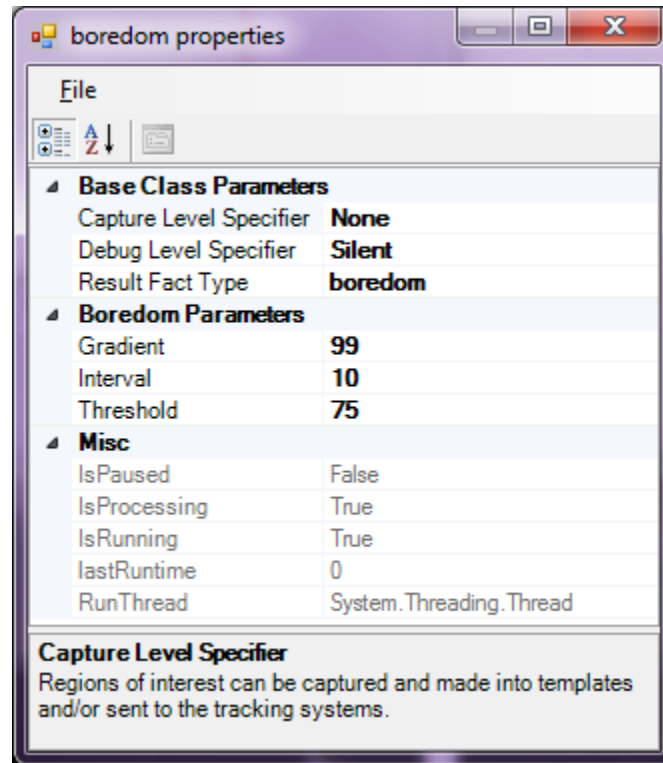 boredom properties
File
Base Class Parameters
Capture Level Specifier None
Debug Level Specifier Silent
Result Fact Type boredom
Boredom Parameters
Gradient 99
Interval 10
Threshold 75
Misc
IsPaused False
IsProcessing True
IsRunning True
lastRuntime 0
RunThread System.Threading.Thread
Capture Level Specifier
Regions of interest can be captured and made into templates
and/or sent to the tracking systems.